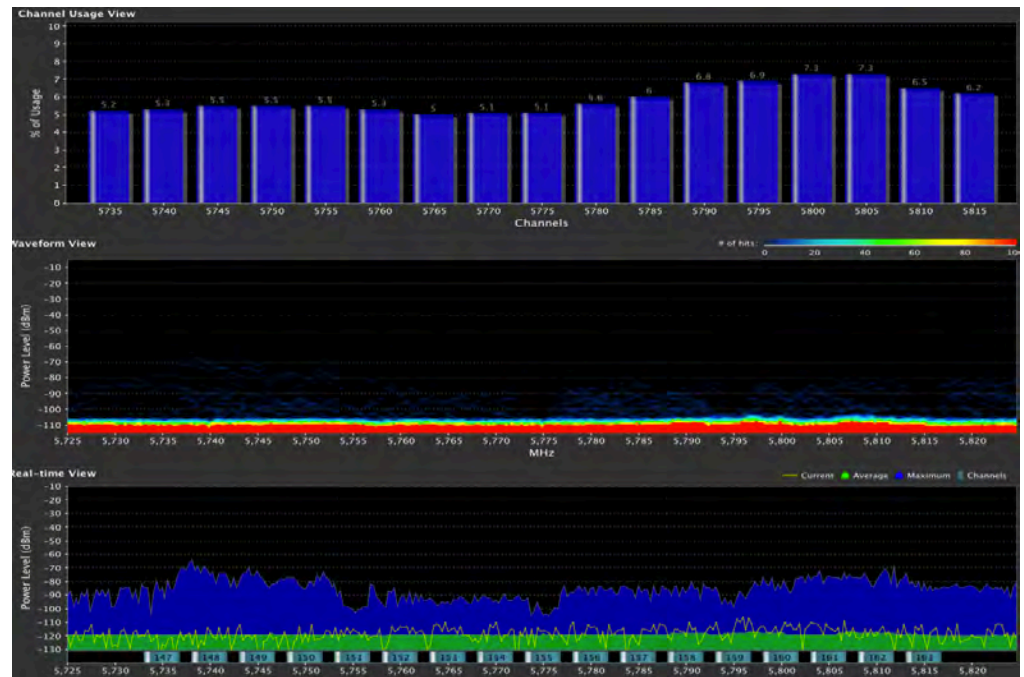 Channel Usage View
10
9
8
7
6
5
4
3
2
1
0
% of Usage
5.2 5.3 5.5 5.5 5.5 5.3 5 5.1 5.1 5.6 6 6.8 6.9 7.3 7.3 6.5 6.2
5735 5740 5745 5750 5755 5760 5765 5770 5775 5780 5785 5790 5795 5800 5805 5810 5815
Channels
Waveform View
# of hits:
0 20 40 60 80 100
-10
-20
-30
-40
-50
-60
-70
-80
-90
-100
-110
Power Level (dBm)
5,725 5,730 5,735 5,740 5,745 5,750 5,755 5,760 5,765 5,770 5,775 5,780 5,785 5,790 5,795 5,800 5,805 5,810 5,815 5,820
MHz
Real-time View
Current Average Maximum Channels
-10
-20
-30
-40
-50
-60
-70
-80
-90
-100
-110
-120
-130
Power Level (dBm)
147 148 149 150 151 152 153 154 155 156 157 158 159 160 161 162 163
5,725 5,730 5,735 5,740 5,745 5,750 5,755 5,760 5,765 5,770 5,775 5,780 5,785 5,790 5,795 5,800 5,805 5,810 5,815 5,820